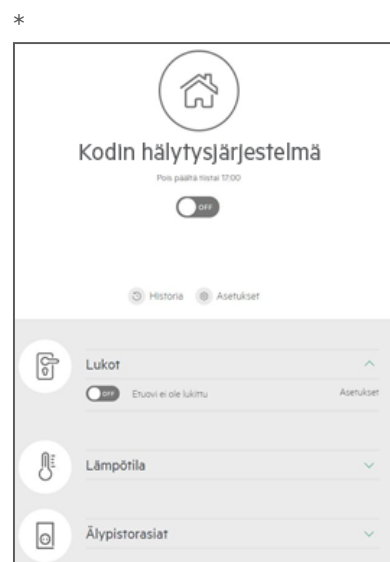 *
Kodin hälytysjärjestelmä
Pois päältä tiistai 17:00
OFF
Historia Asetukset
Lukot
OFF Etuovi ei ole lukittu Asetukset
Lämpötila
Älypistorasiat